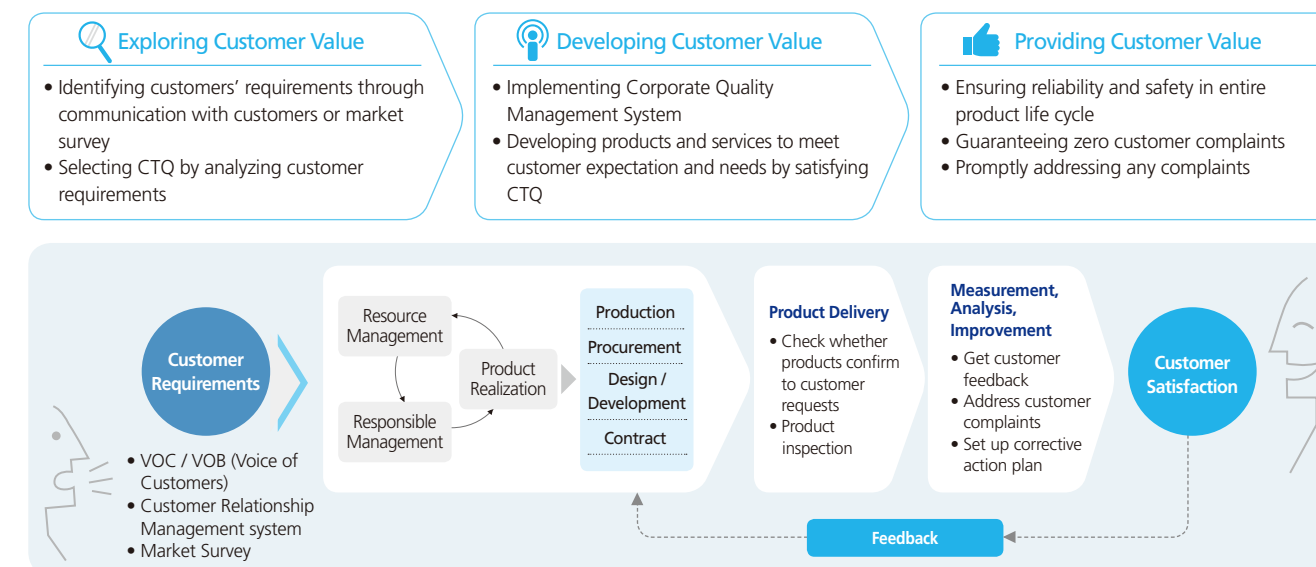 Exploring Customer Value
• Identifying customers’ requirements through
communication with customers or market
survey
• Selecting CTQ by analyzing customer
requirements
Developing Customer Value
• Implementing Corporate Quality
Management System
• Developing products and services to meet
customer expectation and needs by satisfying
CTQ
Providing Customer Value
• Ensuring reliability and safety in entire
product life cycle
• Guaranteeing zero customer complaints
• Promptly addressing any complaints
Customer
Requirements
• VOC / VOB (Voice of
Customers)
• Customer Relationship
Management system
• Market Survey
Resource
Management
Responsible
Management
Product
Realization
Production
Procurement
Design /
Development
Contract
Product Delivery
• Check whether
products confirm
to customer
requests
• Product
inspection
Measurement,
Analysis,
Improvement
• Get customer
feedback
• Address customer
complaints
• Set up corrective
action plan
Customer
Satisfaction
Feedback